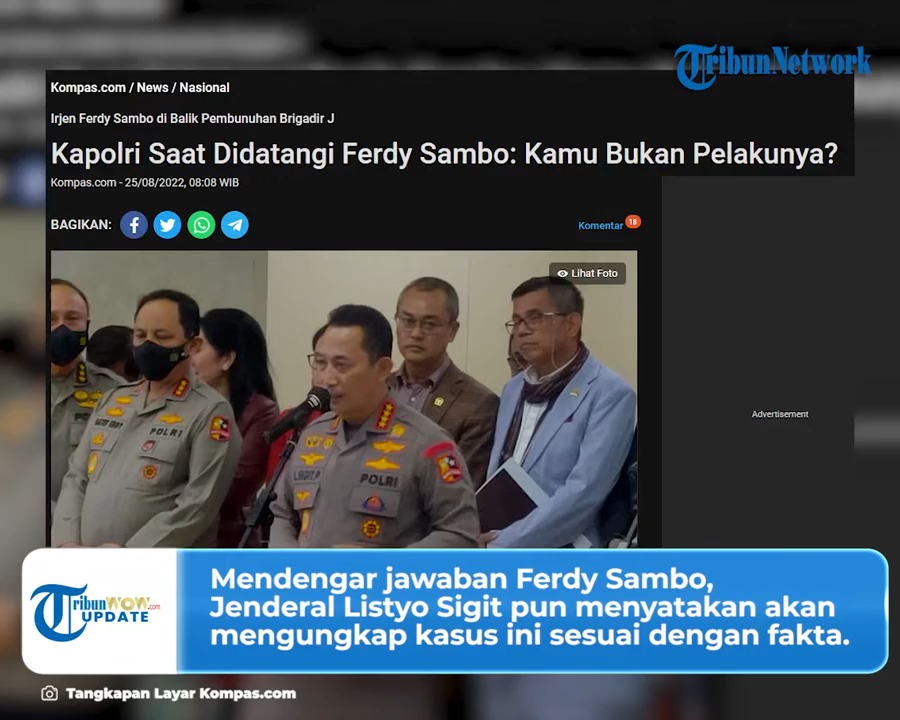 TribunNetwork
Kompas.com / News / Nasional
Irjen Ferdy Sambo di Balik Pembunuhan Brigadir J
Kapolri Saat Didatangi Ferdy Sambo: Kamu Bukan Pelakunya?
Kompas.com - 25/08/2022, 08:08 WIB
BAGIKAN:
Komentar 18
Lihat Foto
POLRI
POLRI
Advertisement
Mendengar jawaban Ferdy Sambo,
Jenderal Listyo Sigit pun menyatakan akan
mengungkap kasus ini sesuai dengan fakta.
TribunWOW.com
UPDATE
Tangkapan Layar Kompas.com